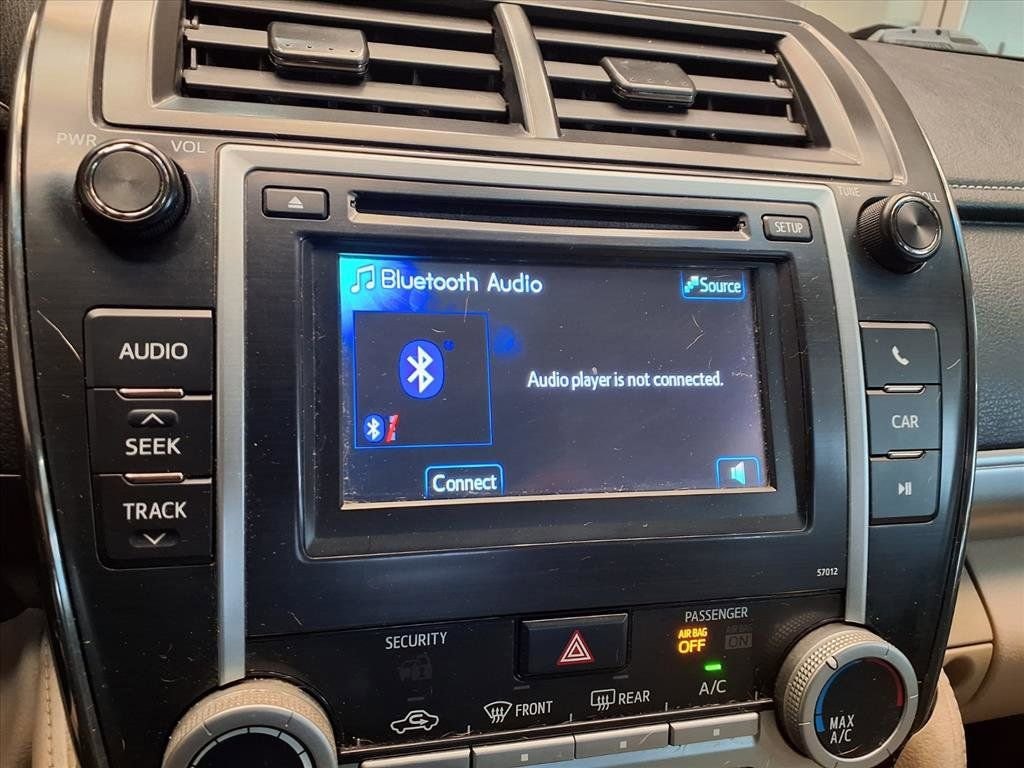 PWR
VOL
TUNE
SETUP
Bluetooth Audio
Source
AUDIO
Audio player is not connected.
SEEK
CAR
Connect
TRACK
57012
PASSENGER
SECURITY
AIR BAG
OFF
ON
A/C
FRONT
REAR
MAX
A/C